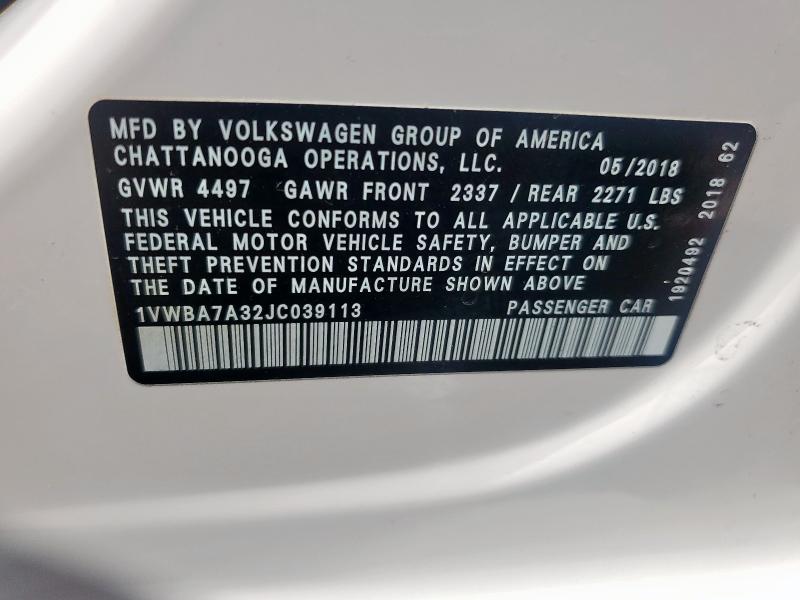 MFD BY VOLKSWAGEN GROUP OF AMERICA
CHATTANOOGA OPERATIONS, LLC. 05/2018
GVWR 4497 GAWR FRONT 2337 / REAR 2271 LBS
THIS VEHICLE CONFORMS TO ALL APPLICABLE U.S.
FEDERAL MOTOR VEHICLE SAFETY, BUMPER AND
THEFT PREVENTION STANDARDS IN EFFECT ON
THE DATE OF MANUFACTURE SHOWN ABOVE
1VWBA7A32JC039113 PASSENGER CAR
1920492 2018 62